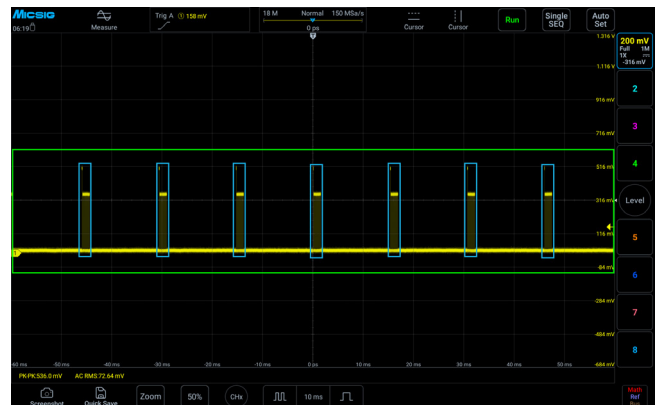 Micsig
06:19
Measure
Trig A ① 158 mV
18 M Normal 150 MSa/s
0 ps
Cursor
Cursor
Run
Single SEQ
Auto Set
200 mV
Full 1M
1X
-316 mV
1.316 V
1.116 V
916 mV
716 mV
516 mV
316 mV
116 mV
-84 mV
-284 mV
-484 mV
-684 mV
2
3
4
Level
5
6
7
8
-60 ms -50 ms -40 ms -30 ms -20 ms -10 ms 0 ps 10 ms 20 ms 30 ms 40 ms 50 ms
PK-PK:536.0 mV AC RMS:72.64 mV
Screenshot
Quick Save
Zoom
50%
CHx
10 ms
Math
Ref
Bus